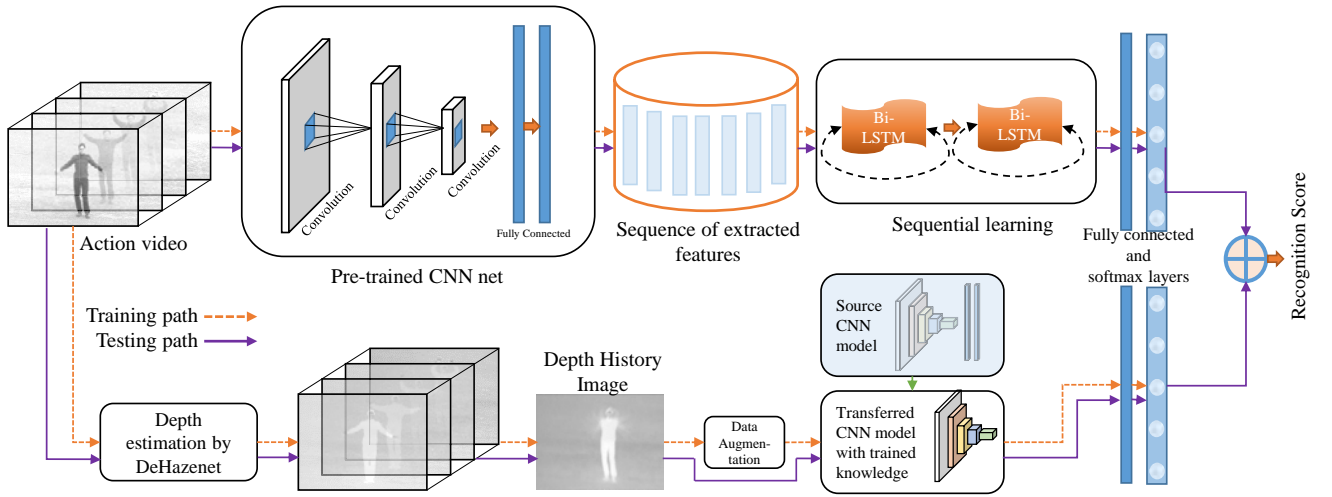 Action video
Convolution
Convolution
Convolution
Fully Connected
Pre-trained CNN net
Sequence of extracted
features
Bi-
LSTM
Bi-
LSTM
Sequential learning
Fully connected
and
softmax layers
Recognition Score
Training path
Testing path
Depth
estimation by
DeHazenet
Depth History
Image
Data
Augmen-
tation
Source
CNN
model
Transferred
CNN model
with trained
knowledge